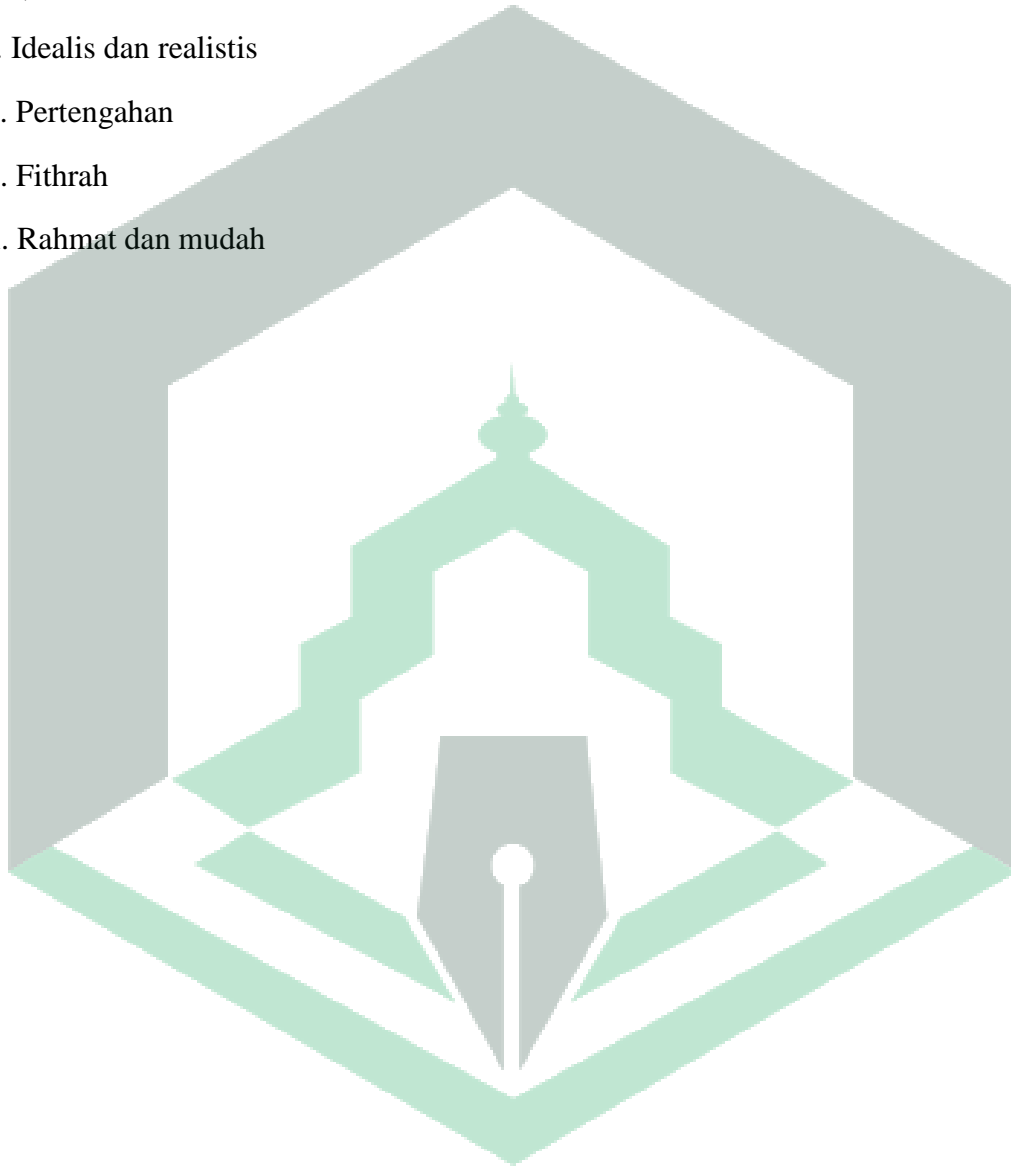 . Idealis dan realistis
. Pertengahan
. Fithrah
. Rahmat dan mudah